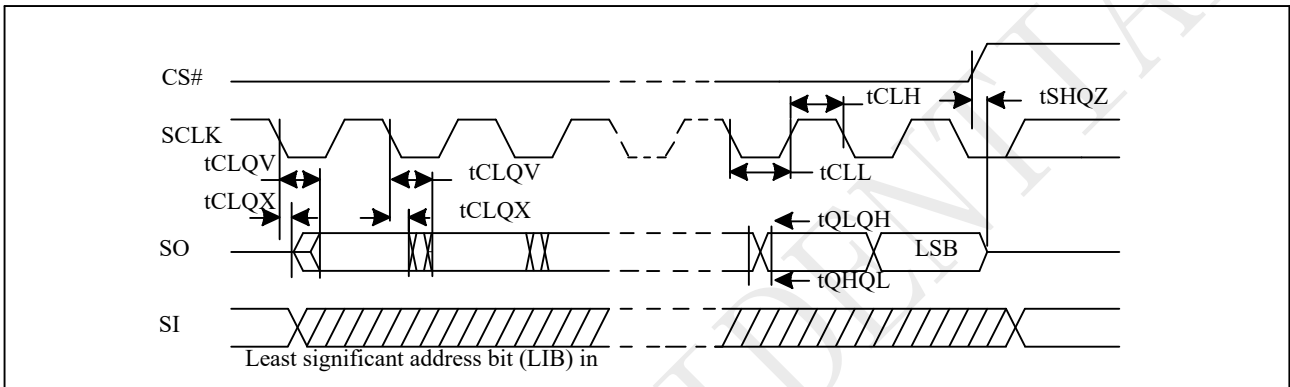 CS#
tCLH
tSHQZ
SCLK
tCLQV
tCLQV
tCLL
tCLQX
tCLQX
tQLQH
SO
LSB
tQHQL
SI
Least significant address bit (LIB) in